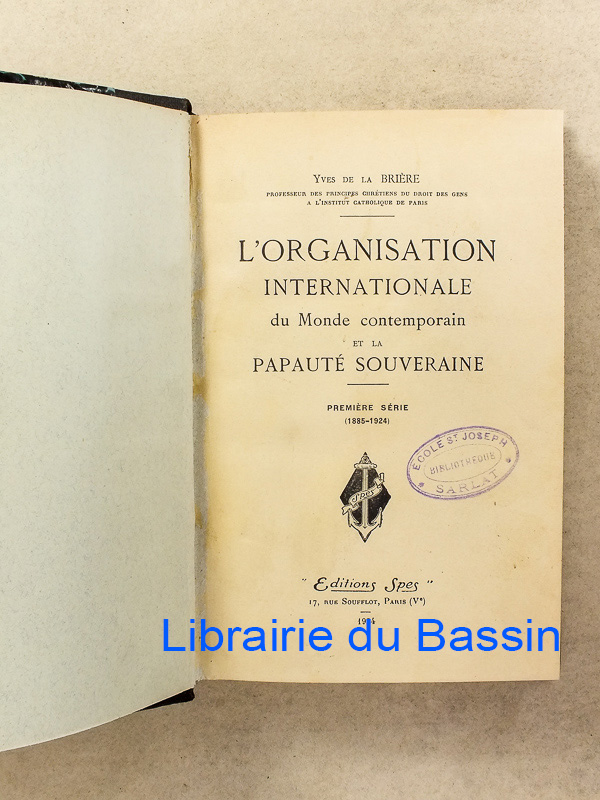 Yves de la BRIÈRE
PROFESSEUR DES PRINCIPES CHRÉTIENS DU DROIT DES GENS
A L'INSTITUT CATHOLIQUE DE PARIS
L'ORGANISATION
INTERNATIONALE
du Monde contemporain
ET LA
PAPAUTÉ SOUVERAINE
PREMIÈRE SÉRIE
(1885-1924)
ECOLE ST JOSEPH
BIBLIOTHÈQUE
SARLAT
Spes
"Editions Spes"
17, rue Soufflot, Paris (Ve)
Librairie du Bassin